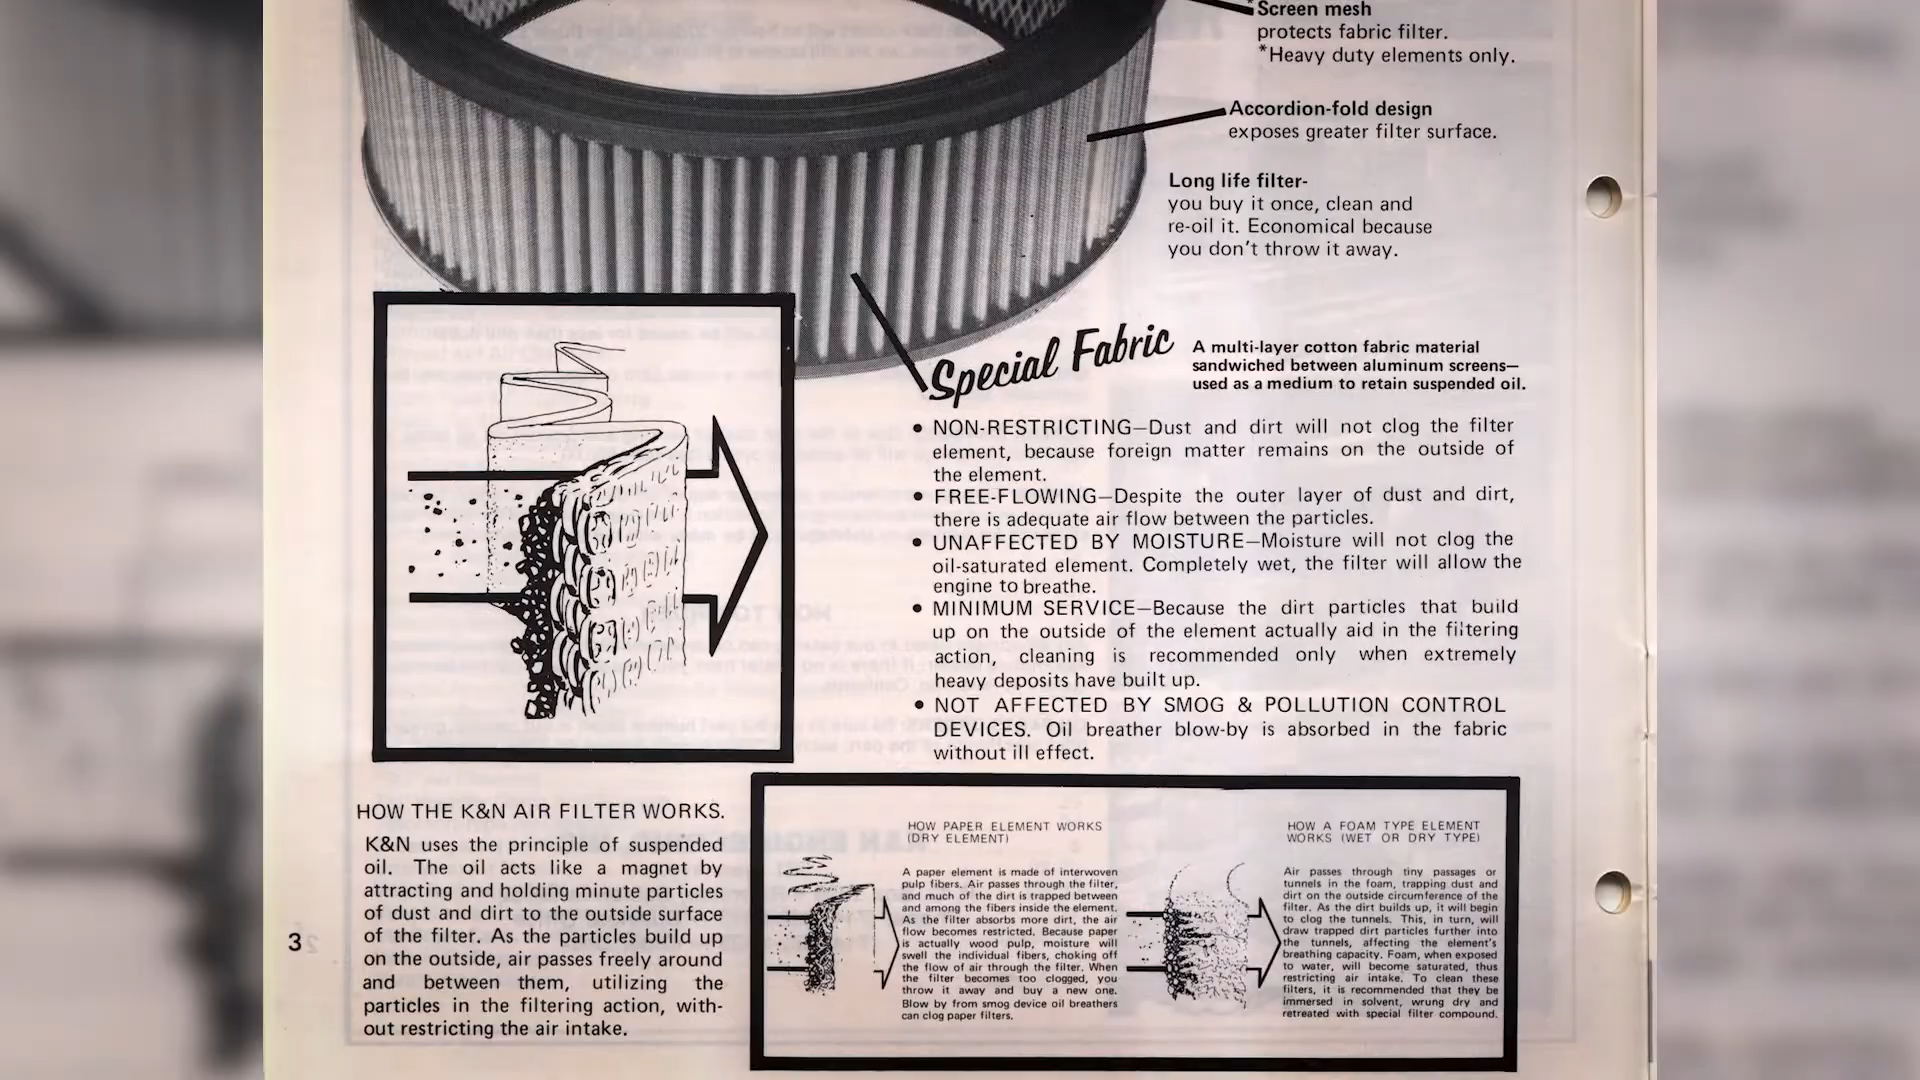 Screen mesh
protects fabric filter.
*Heavy duty elements only.
Accordion-fold design
exposes greater filter surface.
Long life filter-
you buy it once, clean and
re-oil it. Economical because
you don't throw it away.
Special Fabric
A multi-layer cotton fabric material
sandwiched between aluminum screens—
used as a medium to retain suspended oil.
• NON-RESTRICTING—Dust and dirt will not clog the filter
element, because foreign matter remains on the outside of
the element.
• FREE-FLOWING—Despite the outer layer of dust and dirt,
there is adequate air flow between the particles.
• UNAFFECTED BY MOISTURE—Moisture will not clog the
oil-saturated element. Completely wet, the filter will allow the
engine to breathe.
• MINIMUM SERVICE—Because the dirt particles that build
up on the outside of the element actually aid in the filtering
action, cleaning is recommended only when extremely
heavy deposits have built up.
• NOT AFFECTED BY SMOG & POLLUTION CONTROL
DEVICES. Oil breather blow-by is absorbed in the fabric
without ill effect.
HOW THE K&N AIR FILTER WORKS.
K&N uses the principle of suspended
oil. The oil acts like a magnet by
attracting and holding minute particles
of dust and dirt to the outside surface
of the filter. As the particles build up
on the outside, air passes freely around
and between them, utilizing the
particles in the filtering action, with-
out restricting the air intake.
3
HOW PAPER ELEMENT WORKS
(DRY ELEMENT)
A paper element is made of interwoven
pulp fibers. Air passes through the filter,
and much of the dirt is trapped between
and among the fibers inside the element.
As the filter absorbs more dirt, the air
flow becomes restricted. Because paper
is actually wood pulp, moisture will
swell the individual fibers, choking off
the flow of air through the filter. When
the filter becomes too clogged, you
throw it away and buy a new one.
Blow by from smog device oil breathers
can clog paper filters.
HOW A FOAM TYPE ELEMENT
WORKS (WET OR DRY TYPE)
Air passes through tiny passages or
tunnels in the foam, trapping dust and
dirt on the outside circumference of the
filter. As the dirt builds up, it will begin
to clog the tunnels. This, in turn, will
draw trapped dirt particles further into
the tunnels, affecting the element's
breathing capacity. Foam, when exposed
to water, will become saturated, thus
restricting air intake. To clean these
filters, it is recommended that they be
immersed in solvent, wrung dry and
retreated with special filter compound.